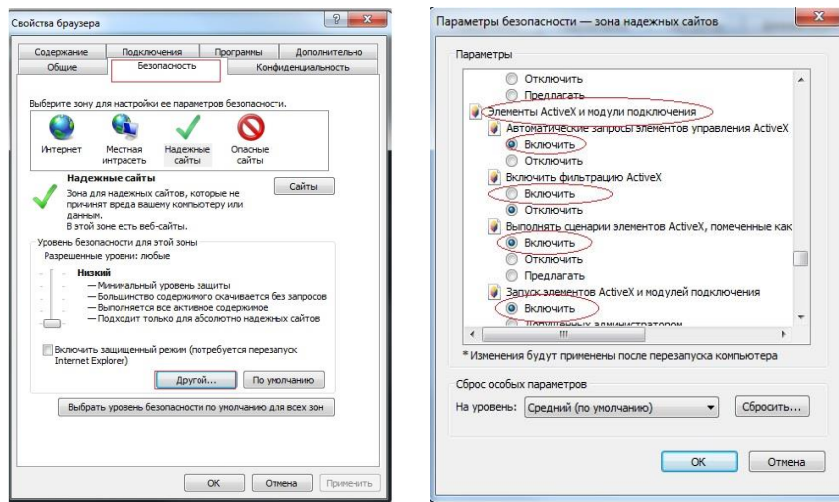 Свойства браузера
Содержание Подключения Программы Дополнительно
Общие Безопасность Конфиденциальность
Выберите зону для настройки ее параметров безопасности.
Интернет Местная интрасеть Надежные сайты Опасные сайты
Надежные сайты
Сайты
Зона для надежных сайтов, которые не
причинят вреда вашему компьютеру или
данным.
В этой зоне есть веб-сайты.
Уровень безопасности для этой зоны
Разрешенные уровни: любые
Низкий
— Минимальный уровень защиты
— Большинство содержимого скачивается без запросов
— Выполняется все активное содержимое
— Подходит только для абсолютно надежных сайтов
Включить защищенный режим (потребуется перезапуск
Internet Explorer)
Другой... По умолчанию
Выбрать уровень безопасности по умолчанию для всех зон
OK Отмена Применить
Параметры безопасности — зона надежных сайтов
Параметры
Отключить
Предлагать
Элементы ActiveX и модули подключения
Автоматические запросы элементов управления ActiveX
Включить
Отключить
Включить фильтрацию ActiveX
Включить
Отключить
Выполнять сценарии элементов ActiveX, помеченные как
Включить
Отключить
Предлагать
Запуск элементов ActiveX и модулей подключения
Включить
Допущенных администратором
*Изменения будут применены после перезапуска компьютера
Сброс особых параметров
На уровень: Средний (по умолчанию) Сбросить...
OK Отмена